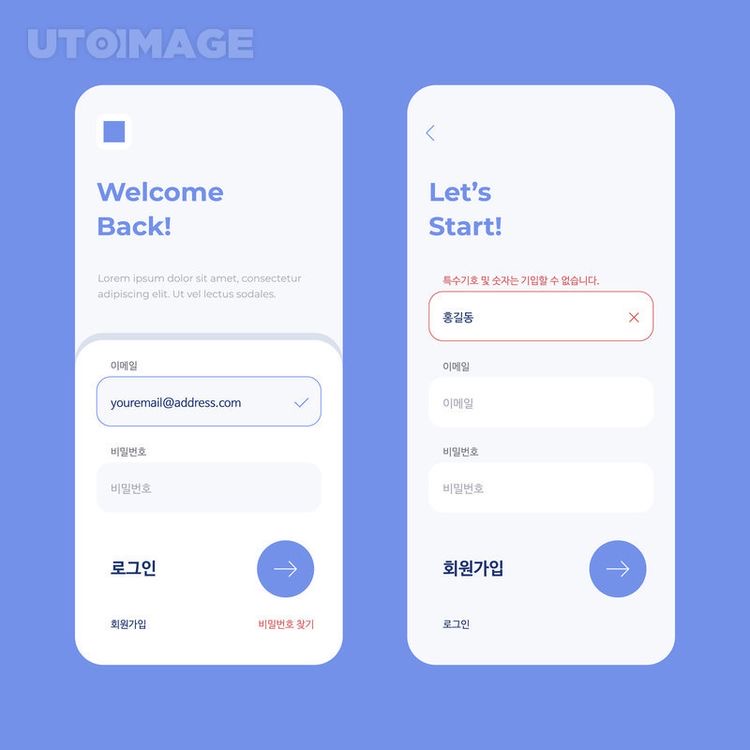 UTOIMAGE
Welcome
Back!
Lorem ipsum dolor sit amet, consectetur
adipiscing elit. Ut vel lectus sodales.
이메일
youremail@address.com
비밀번호
비밀번호
로그인
회원가입
비밀번호 찾기
Let's
Start!
특수기호 및 숫자는 기입할 수 없습니다.
홍길동
이메일
이메일
비밀번호
비밀번호
회원가입
로그인